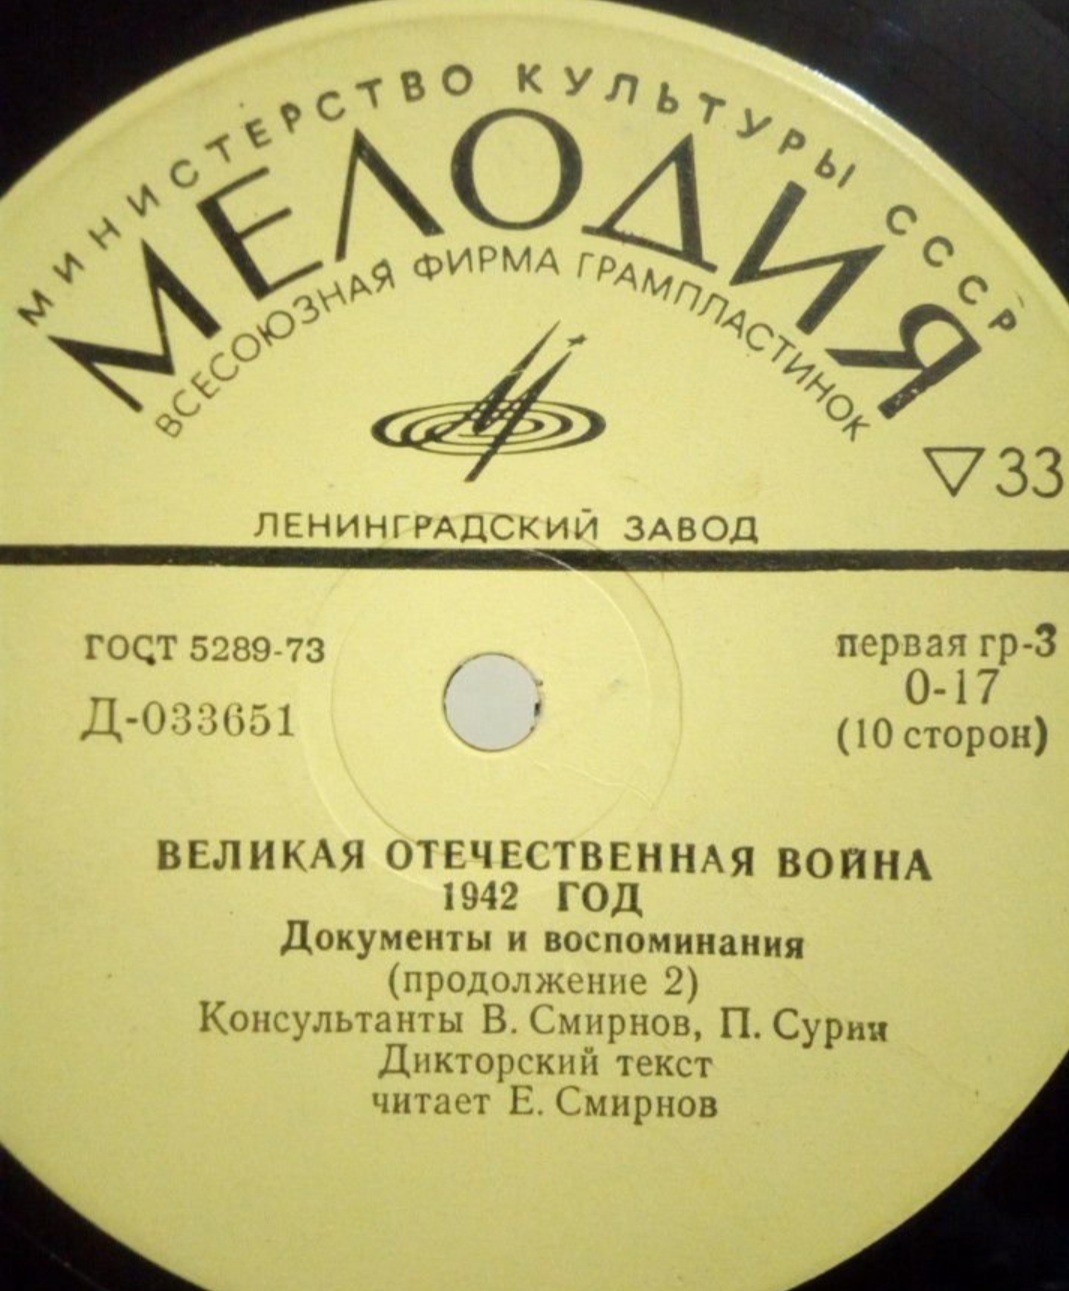 МИНИСТЕРСТВО КУЛЬТУРЫ СССР
МЕЛОДИЯ
ВСЕСОЮЗНАЯ ФИРМА ГРАМПЛАСТИНОК
▽33
ЛЕНИНГРАДСКИЙ ЗАВОД
ГОСТ 5289-73
Д-033651
первая гр-3
0-17
(10 сторон)
ВЕЛИКАЯ ОТЕЧЕСТВЕННАЯ ВОЙНА
1942 ГОД
Документы и воспоминания
(продолжение 2)
Консультанты В. Смирнов, П. Сурин
Дикторский текст
читает Е. Смирнов